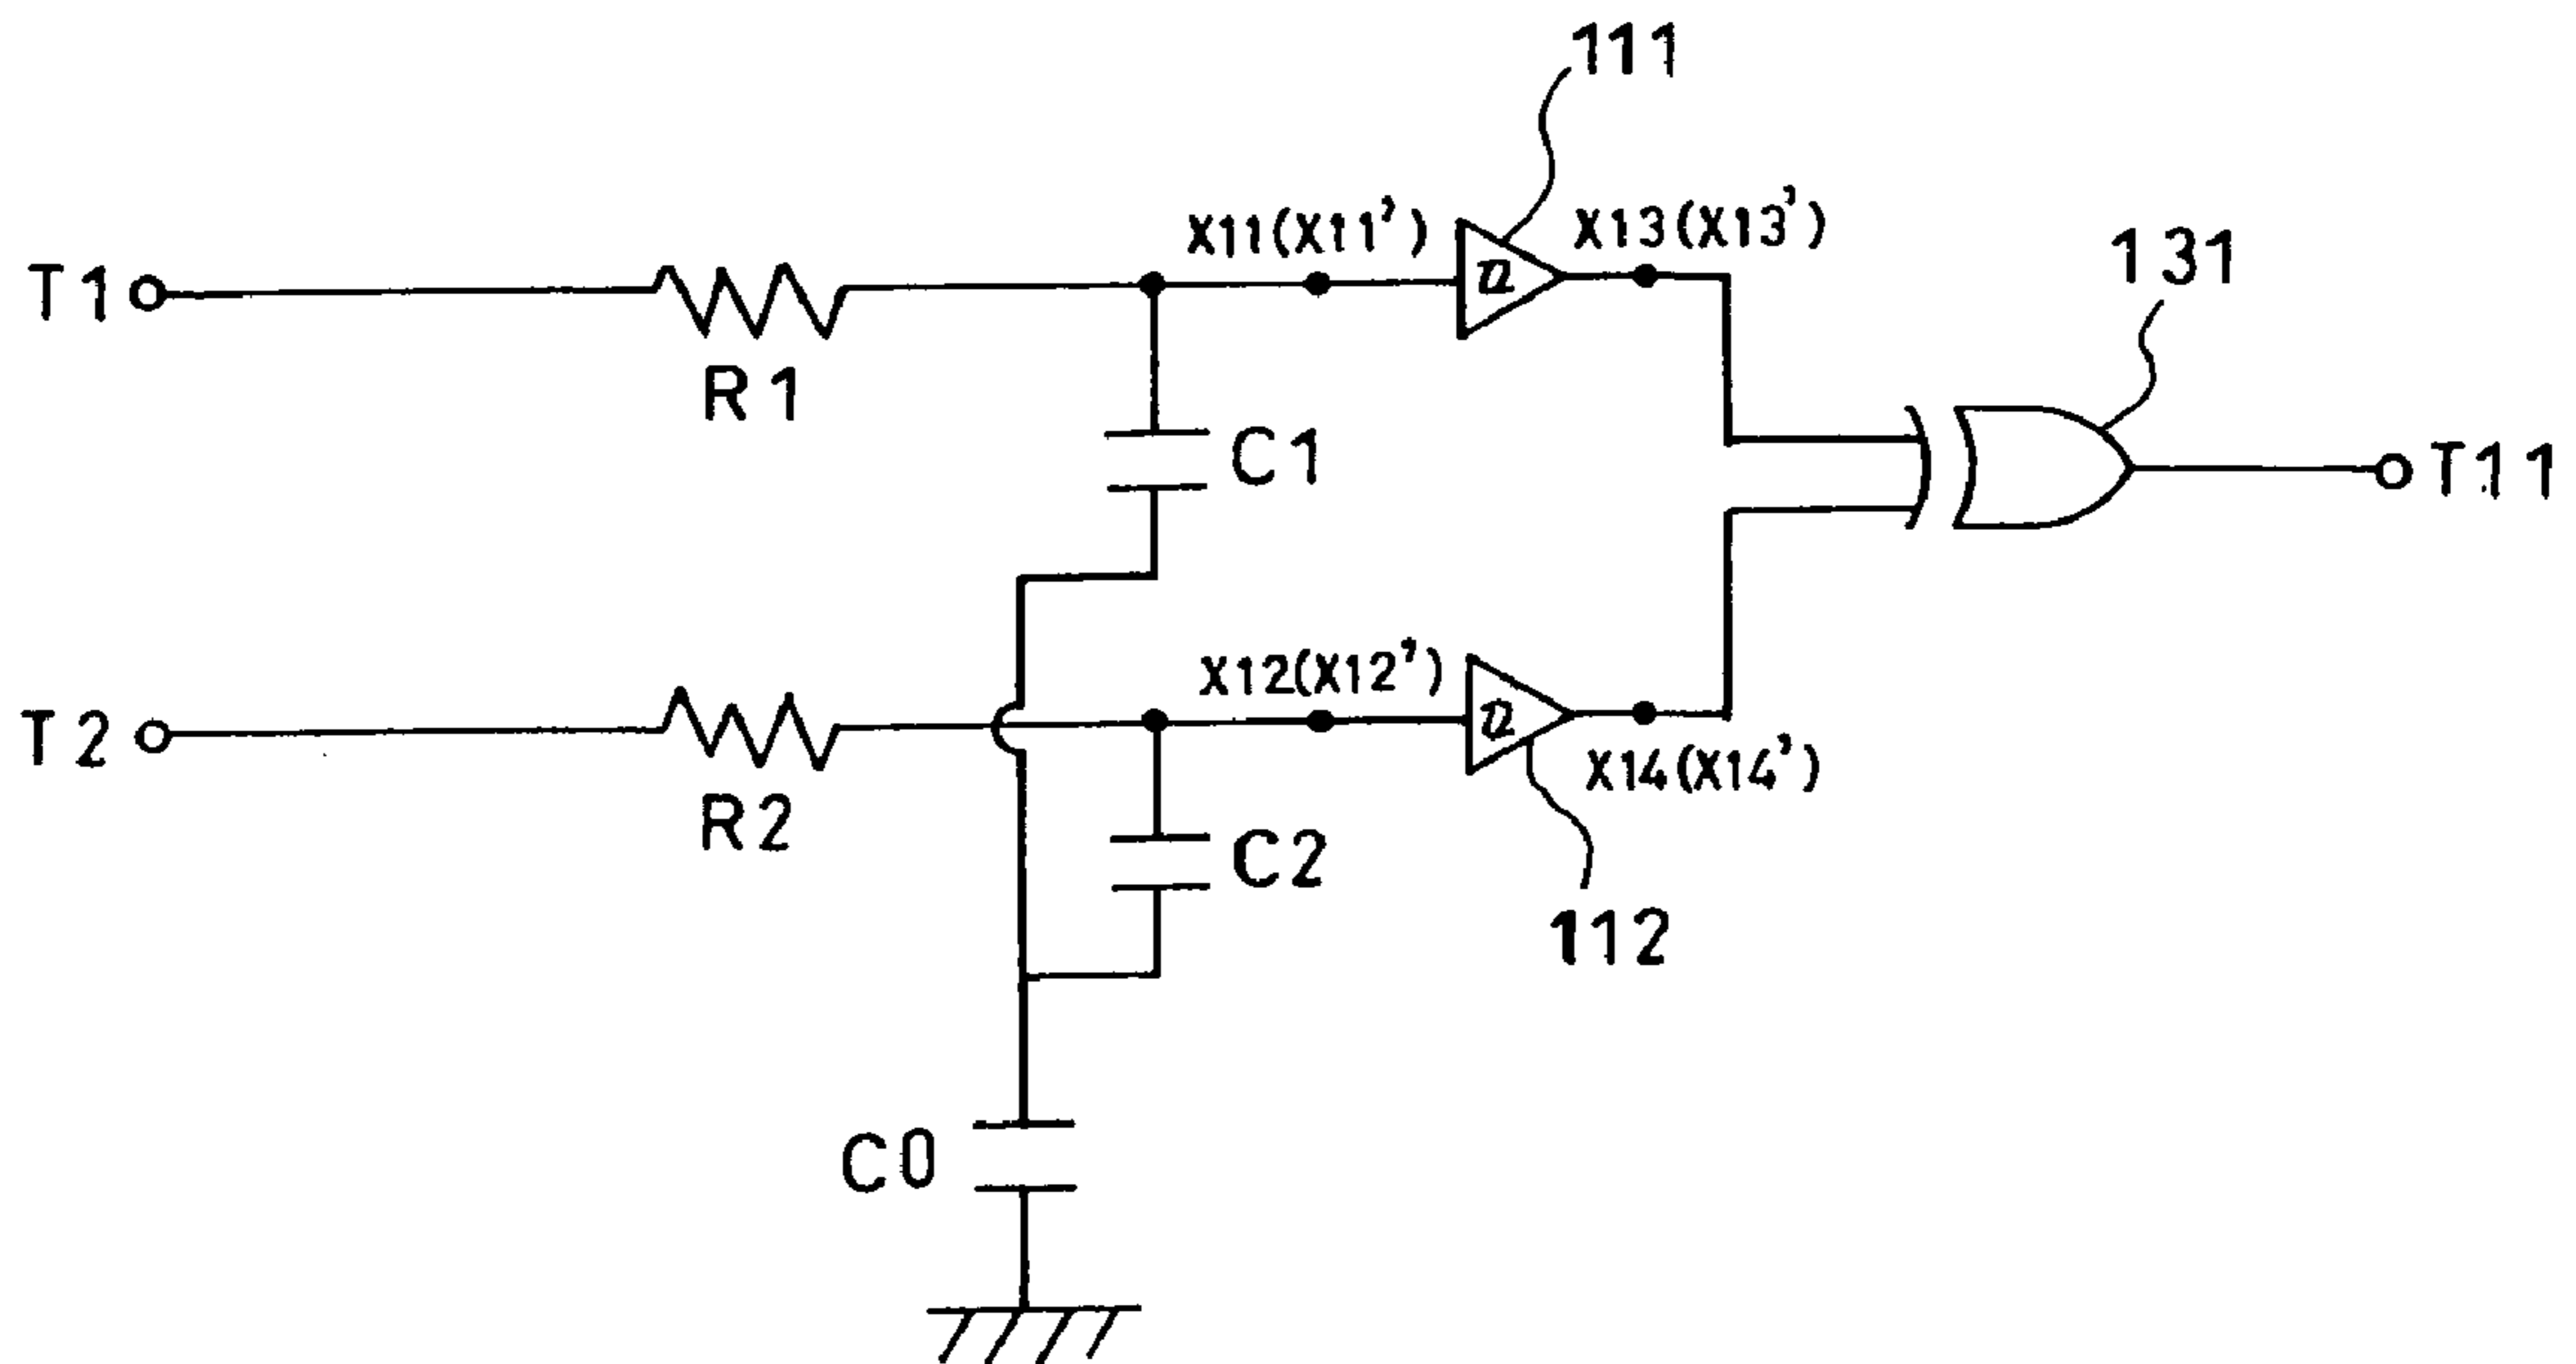 111
X11(X11')
X13(X13')
131
T1
R1
C1
T11
X12(X12')
T2
X14(X14')
R2
C2
112
C0